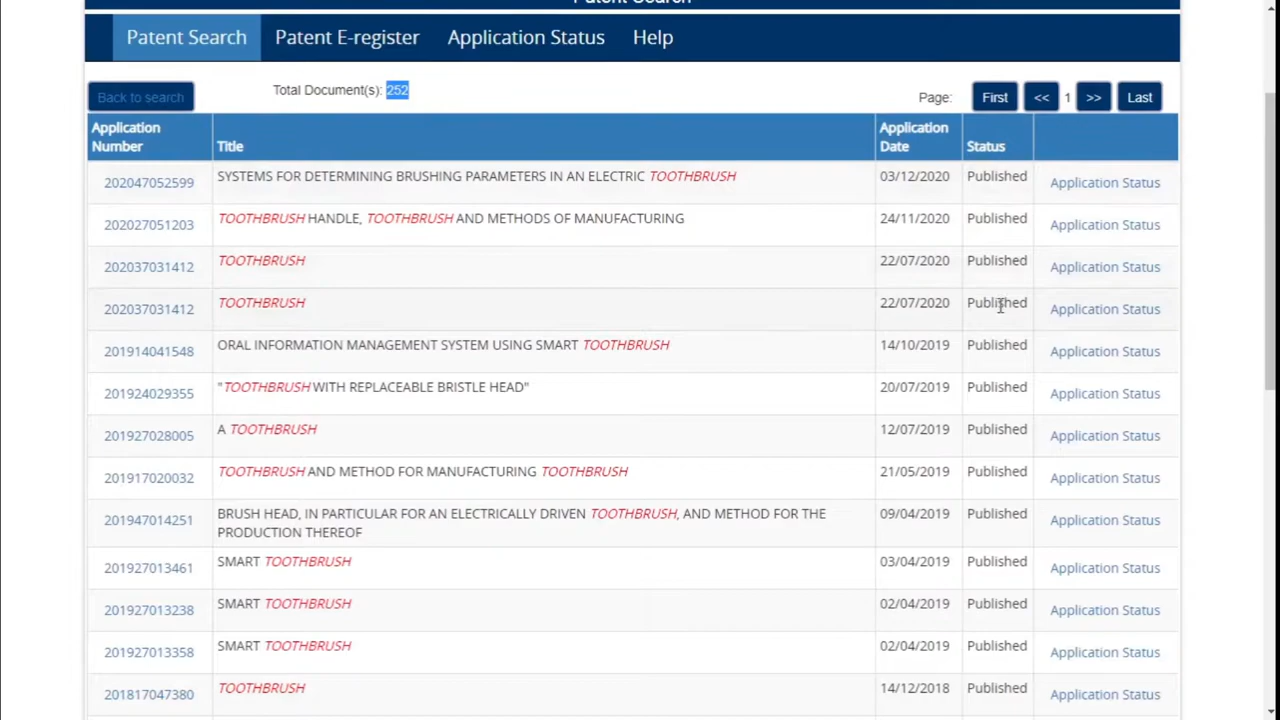 Patent Search
Patent Search Patent E-register Application Status Help
Back to search Total Document(s): 252 Page: First << 1 >> Last
Application Number Title Application Date Status
202047052599 SYSTEMS FOR DETERMINING BRUSHING PARAMETERS IN AN ELECTRIC TOOTHBRUSH 03/12/2020 Published Application Status
202027051203 TOOTHBRUSH HANDLE, TOOTHBRUSH AND METHODS OF MANUFACTURING 24/11/2020 Published Application Status
202037031412 TOOTHBRUSH 22/07/2020 Published Application Status
202037031412 TOOTHBRUSH 22/07/2020 Published Application Status
201914041548 ORAL INFORMATION MANAGEMENT SYSTEM USING SMART TOOTHBRUSH 14/10/2019 Published Application Status
201924029355 "TOOTHBRUSH WITH REPLACEABLE BRISTLE HEAD" 20/07/2019 Published Application Status
201927028005 A TOOTHBRUSH 12/07/2019 Published Application Status
201917020032 TOOTHBRUSH AND METHOD FOR MANUFACTURING TOOTHBRUSH 21/05/2019 Published Application Status
201947014251 BRUSH HEAD, IN PARTICULAR FOR AN ELECTRICALLY DRIVEN TOOTHBRUSH, AND METHOD FOR THE 09/04/2019 Published Application Status
PRODUCTION THEREOF
201927013461 SMART TOOTHBRUSH 03/04/2019 Published Application Status
201927013238 SMART TOOTHBRUSH 02/04/2019 Published Application Status
201927013358 SMART TOOTHBRUSH 02/04/2019 Published Application Status
201817047380 TOOTHBRUSH 14/12/2018 Published Application Status